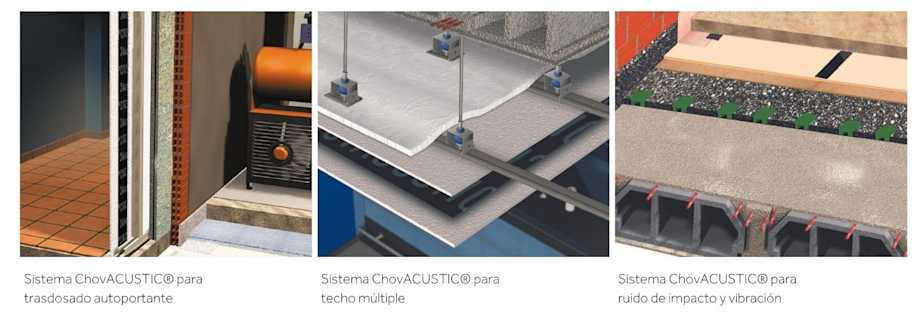 Sistema ChovACUSTIC® para
trasdosado autoportante
Sistema ChovACUSTIC® para
techo múltiple
Sistema ChovACUSTIC® para
ruido de impacto y vibración